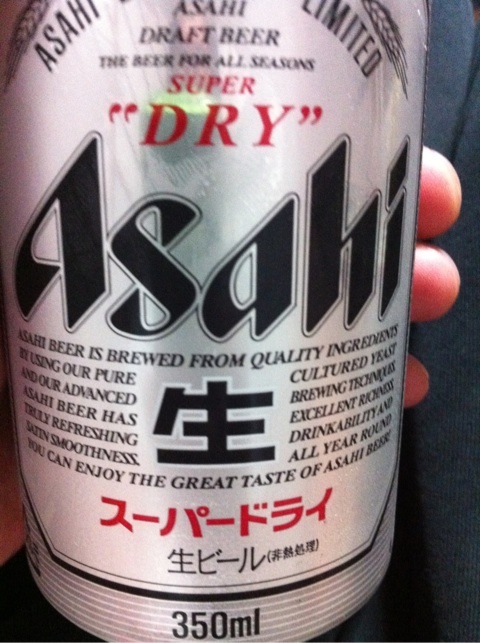 ASAHI
LIMITED
ASAHI
DRAFT BEER
THE BEER FOR ALL SEASONS
SUPER
"DRY"
Asahi
ASAHI BEER IS BREWED FROM QUALITY INGREDIENTS
BY USING OUR PURE CULTURED YEAST
AND OUR ADVANCED BREWING TECHNIQUES.
ASAHI BEER HAS EXCELLENT RICHNESS,
TRULY REFRESHING DRINKABILITY AND
SATIN SMOOTHNESS. ALL YEAR ROUND
YOU CAN ENJOY THE GREAT TASTE OF ASAHI BEER!
生
スーパードライ
生ビール(非熱処理)
350ml